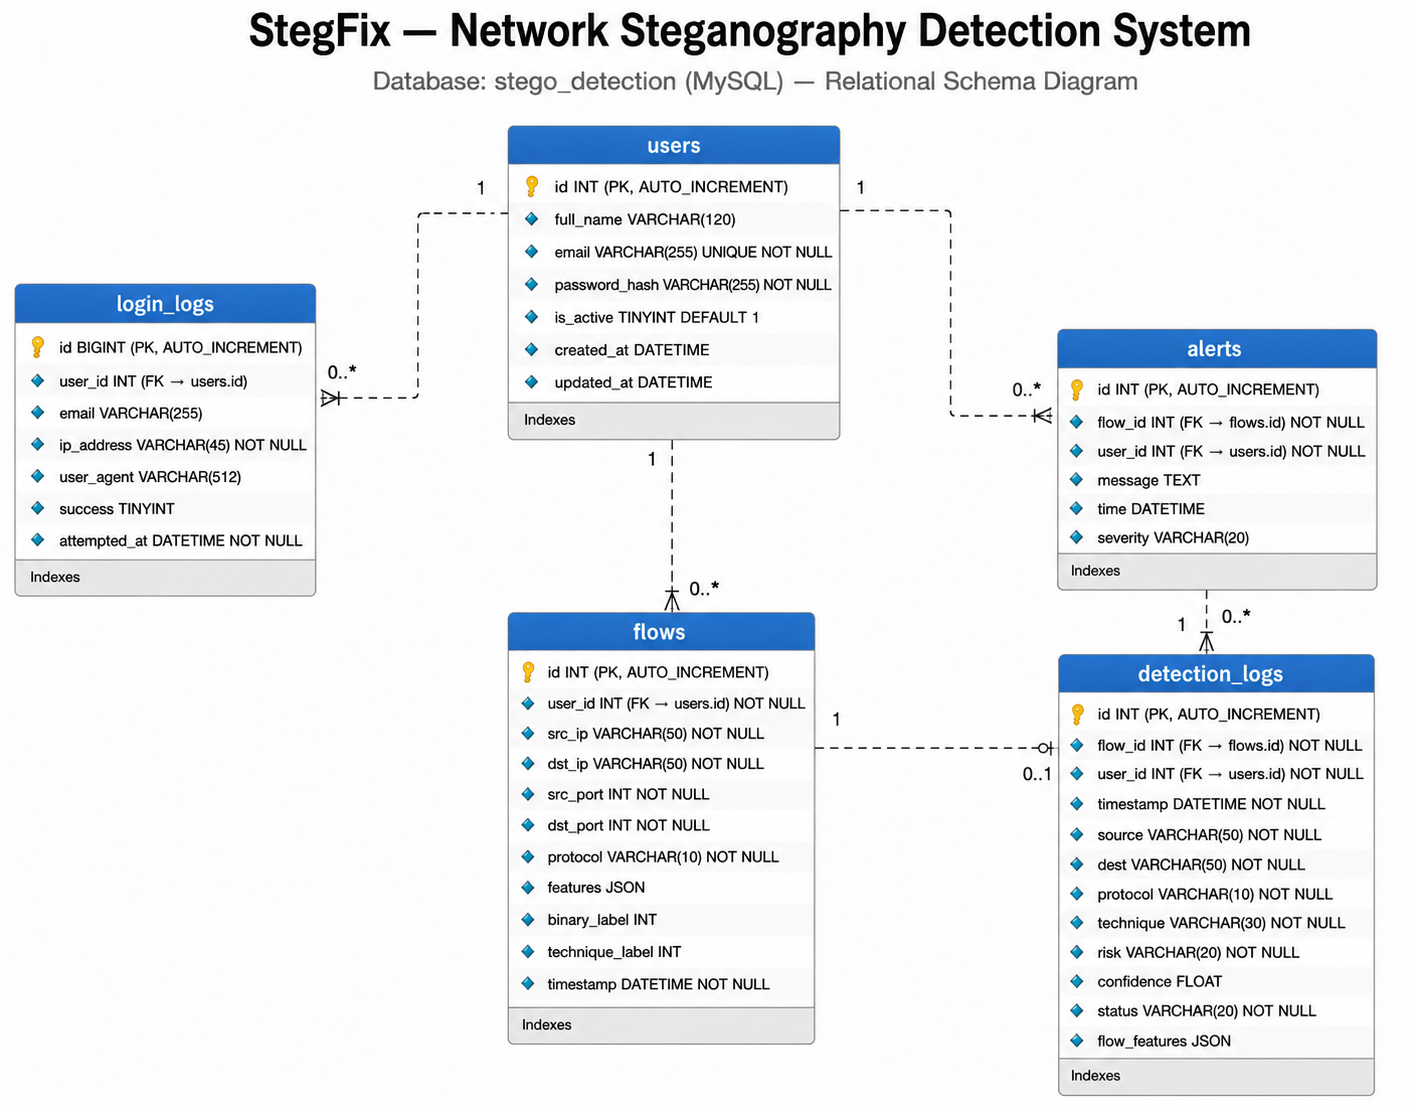 StegFix — Network Steganography Detection System
Database: stego_detection (MySQL) — Relational Schema Diagram
users
id INT (PK, AUTO_INCREMENT)
full_name VARCHAR(120)
email VARCHAR(255) UNIQUE NOT NULL
password_hash VARCHAR(255) NOT NULL
is_active TINYINT DEFAULT 1
created_at DATETIME
updated_at DATETIME
Indexes
1
1
1
login_logs
id BIGINT (PK, AUTO_INCREMENT)
user_id INT (FK → users.id)
email VARCHAR(255)
ip_address VARCHAR(45) NOT NULL
user_agent VARCHAR(512)
success TINYINT
attempted_at DATETIME NOT NULL
Indexes
0..*
alerts
id INT (PK, AUTO_INCREMENT)
flow_id INT (FK → flows.id) NOT NULL
user_id INT (FK → users.id) NOT NULL
message TEXT
time DATETIME
severity VARCHAR(20)
Indexes
0..*
1
0..*
0..*
flows
id INT (PK, AUTO_INCREMENT)
user_id INT (FK → users.id) NOT NULL
src_ip VARCHAR(50) NOT NULL
dst_ip VARCHAR(50) NOT NULL
src_port INT NOT NULL
dst_port INT NOT NULL
protocol VARCHAR(10) NOT NULL
features JSON
binary_label INT
technique_label INT
timestamp DATETIME NOT NULL
Indexes
1
0..1
detection_logs
id INT (PK, AUTO_INCREMENT)
flow_id INT (FK → flows.id) NOT NULL
user_id INT (FK → users.id) NOT NULL
timestamp DATETIME NOT NULL
source VARCHAR(50) NOT NULL
dest VARCHAR(50) NOT NULL
protocol VARCHAR(10) NOT NULL
technique VARCHAR(30) NOT NULL
risk VARCHAR(20) NOT NULL
confidence FLOAT
status VARCHAR(20) NOT NULL
flow_features JSON
Indexes